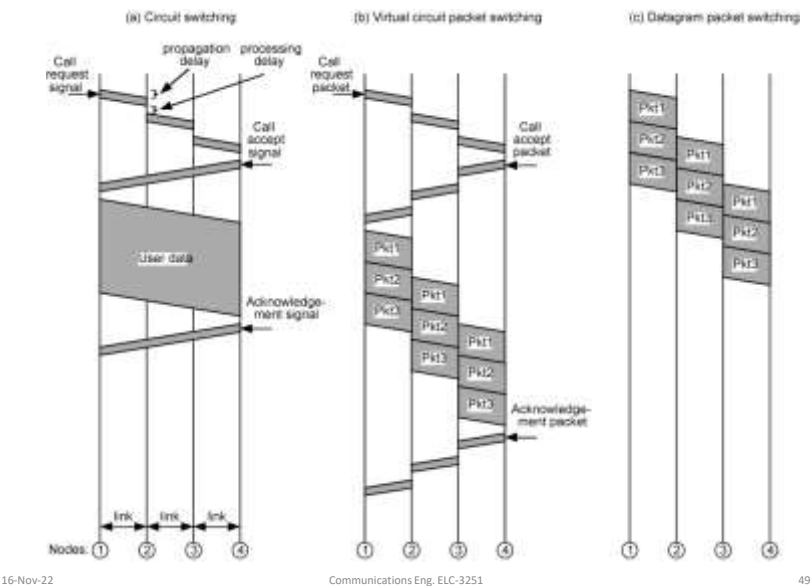 (a) Circuit switching
(b) Virtual circuit packet switching
(c) Datagram packet switching
Call
request
signal
propagation
delay
processing
delay
Call
accept
signal
User data
Acknowledge-
ment signal
link
link
link
Nodes:
1
2
3
4
Call
request
packet
Call
accept
packet
Pkt1
Pkt2
Pkt3
Pkt1
Pkt2
Pkt3
Pkt1
Pkt2
Pkt3
Acknowledge-
ment packet
1
2
3
4
Pkt1
Pkt2
Pkt3
Pkt1
Pkt2
Pkt3
Pkt1
Pkt2
Pkt3
1
2
3
4
16-Nov-22
Communications Eng. ELC-3251
49